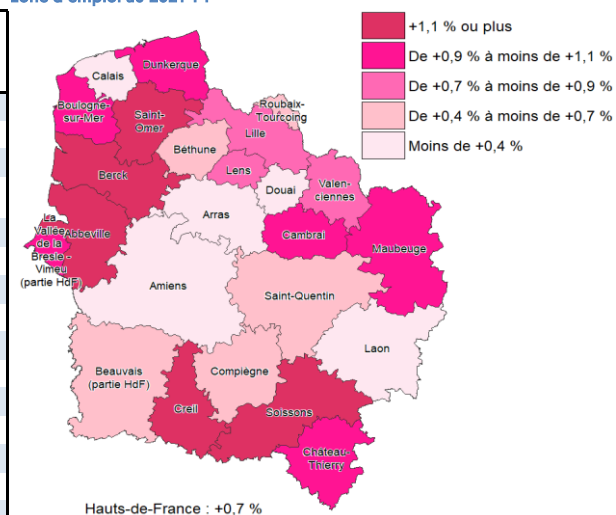 +1,1 % ou plus
De +0,9 % à moins de +1,1 %
De +0,7 % à moins de +0,9 %
De +0,4 % à moins de +0,7 %
Moins de +0,4 %
Dunkerque
Calais
Boulogne-
sur-Mer
Saint-
Omer
Roubaix-
Tourcoing
Lille
Béthune
Lens
Berck
Douai
Valen-
ciennes
Arras
La
Vallée
de la
Bresle -
Vimeu
(partie HdF)
Abbeville
Cambrai
Maubeuge
Amiens
Saint-Quentin
Laon
Beauvais
(partie HdF)
Compiègne
Creil
Soissons
Château-
Thierry
Hauts-de-France : +0,7 %